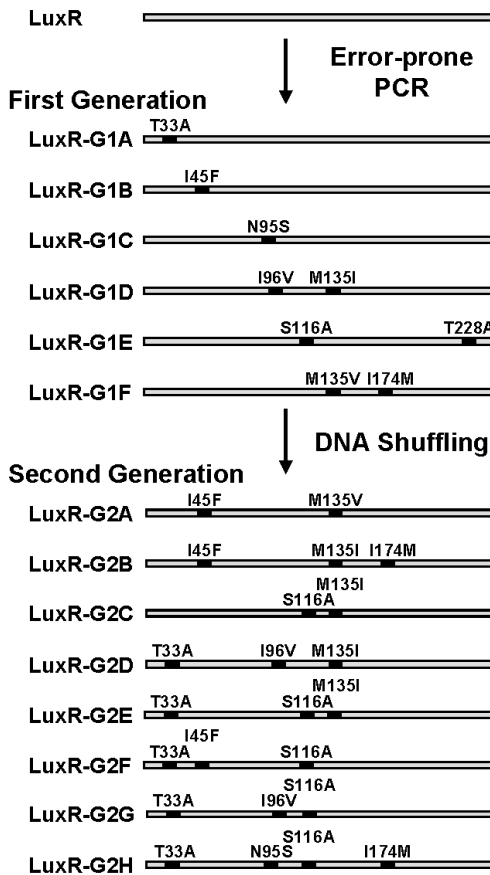 LuxR
Error-prone
PCR
First Generation
T33A
LuxR-G1A
I45F
LuxR-G1B
N95S
LuxR-G1C
I96V M135I
LuxR-G1D
S116A T228A
LuxR-G1E
M135V I174M
LuxR-G1F
DNA Shuffling
Second Generation
I45F M135V
LuxR-G2A
I45F M135I I174M
LuxR-G2B
M135I
S116A
LuxR-G2C
T33A I96V M135I
LuxR-G2D
M135I
T33A S116A
LuxR-G2E
I45F
T33A S116A
LuxR-G2F
S116A
T33A I96V
LuxR-G2G
S116A
T33A N95S I174M
LuxR-G2H